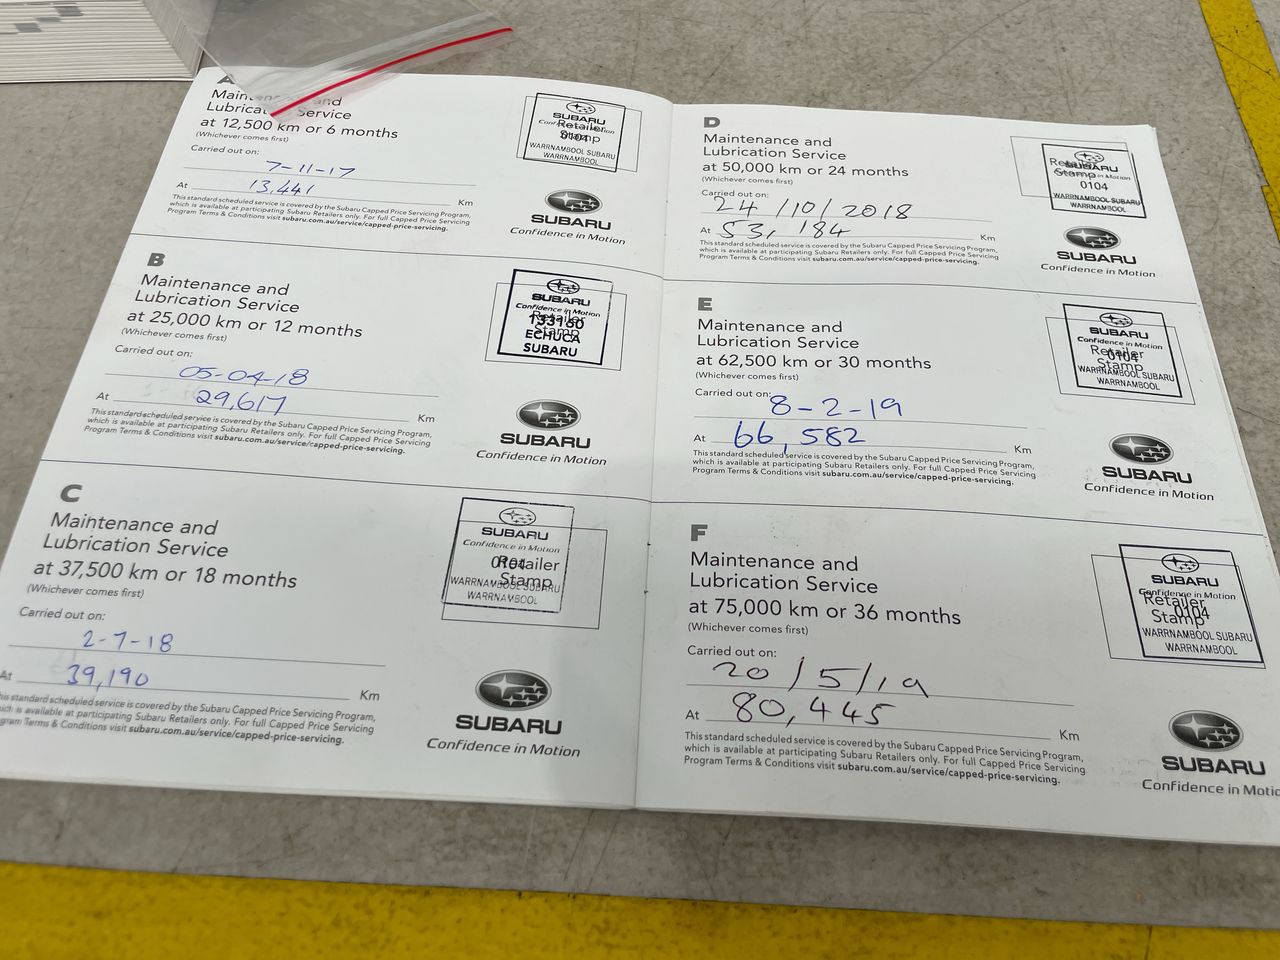 A
Maintenance and
Lubrication Service
at 12,500 km or 6 months
(Whichever comes first)
Carried out on:
7-11-17
At 13,441 Km
This standard scheduled service is covered by the Subaru Capped Price Servicing Program,
which is available at participating Subaru Retailers only. For full Capped Price Servicing
Program Terms & Conditions visit subaru.com.au/service/capped-price-servicing.
SUBARU
Confidence in Motion
Retailer
Stamp
0104
WARRNAMBOOL SUBARU
WARRNAMBOOL
SUBARU
Confidence in Motion
B
Maintenance and
Lubrication Service
at 25,000 km or 12 months
(Whichever comes first)
Carried out on:
05-04-18
At 29,617 Km
This standard scheduled service is covered by the Subaru Capped Price Servicing Program,
which is available at participating Subaru Retailers only. For full Capped Price Servicing
Program Terms & Conditions visit subaru.com.au/service/capped-price-servicing.
SUBARU
Confidence in Motion
133160
Retailer
Stamp
ECHUCA
SUBARU
SUBARU
Confidence in Motion
C
Maintenance and
Lubrication Service
at 37,500 km or 18 months
(Whichever comes first)
Carried out on:
2-7-18
At 39,190 Km
This standard scheduled service is covered by the Subaru Capped Price Servicing Program,
which is available at participating Subaru Retailers only. For full Capped Price Servicing
Program Terms & Conditions visit subaru.com.au/service/capped-price-servicing.
SUBARU
Confidence in Motion
0104
Retailer
Stamp
WARRNAMBOOL SUBARU
WARRNAMBOOL
SUBARU
Confidence in Motion
D
Maintenance and
Lubrication Service
at 50,000 km or 24 months
(Whichever comes first)
Carried out on:
24/10/2018
At 53,184 Km
This standard scheduled service is covered by the Subaru Capped Price Servicing Program,
which is available at participating Subaru Retailers only. For full Capped Price Servicing
Program Terms & Conditions visit subaru.com.au/service/capped-price-servicing.
SUBARU
Confidence in Motion
Retailer
Stamp
0104
WARRNAMBOOL SUBARU
WARRNAMBOOL
SUBARU
Confidence in Motion
E
Maintenance and
Lubrication Service
at 62,500 km or 30 months
(Whichever comes first)
Carried out on:
8-2-19
At 66,582 Km
This standard scheduled service is covered by the Subaru Capped Price Servicing Program,
which is available at participating Subaru Retailers only. For full Capped Price Servicing
Program Terms & Conditions visit subaru.com.au/service/capped-price-servicing.
SUBARU
Confidence in Motion
Retailer
0104
Stamp
WARRNAMBOOL SUBARU
WARRNAMBOOL
SUBARU
Confidence in Motion
F
Maintenance and
Lubrication Service
at 75,000 km or 36 months
(Whichever comes first)
Carried out on:
20/5/19
At 80,445 Km
This standard scheduled service is covered by the Subaru Capped Price Servicing Program,
which is available at participating Subaru Retailers only. For full Capped Price Servicing
Program Terms & Conditions visit subaru.com.au/service/capped-price-servicing.
SUBARU
Confidence in Motion
Retailer
0104
Stamp
WARRNAMBOOL SUBARU
WARRNAMBOOL
SUBARU
Confidence in Motio